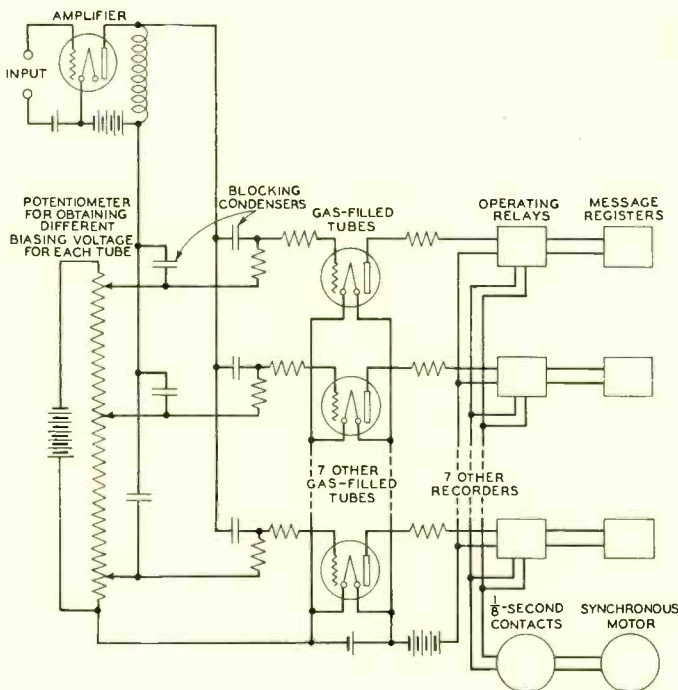 AMPLIFIER
INPUT
POTENTIOMETER
FOR OBTAINING
DIFFERENT
BIASING VOLTAGE
FOR EACH TUBE
BLOCKING
CONDENSERS
GAS-FILLED
TUBES
OPERATING
RELAYS
MESSAGE
REGISTERS
7 OTHER
GAS-FILLED
TUBES
7 OTHER
RECORDERS
1/8-SECOND
CONTACTS
SYNCHRONOUS
MOTOR